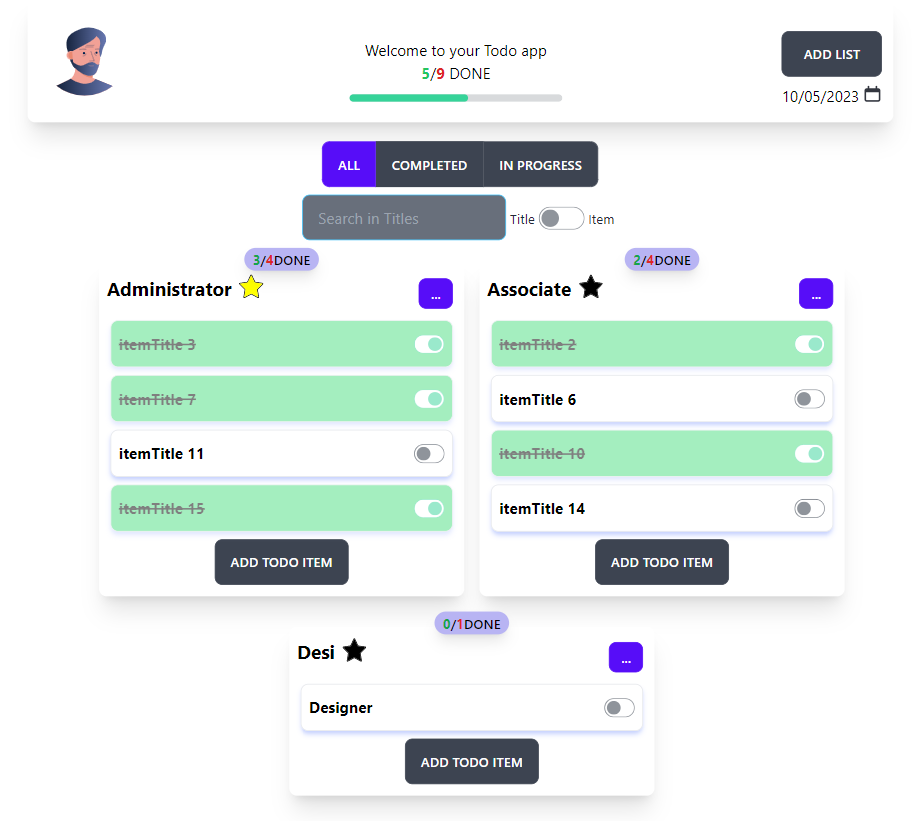 Welcome to your Todo app
5/9 DONE
ADD LIST
10/05/2023
ALL COMPLETED IN PROGRESS
Search in Titles Title Item
3/4DONE
Administrator
...
itemTitle 3
itemTitle 7
itemTitle 11
itemTitle 15
ADD TODO ITEM
2/4DONE
Associate
...
itemTitle 2
itemTitle 6
itemTitle 10
itemTitle 14
ADD TODO ITEM
0/1DONE
Desi
...
Designer
ADD TODO ITEM